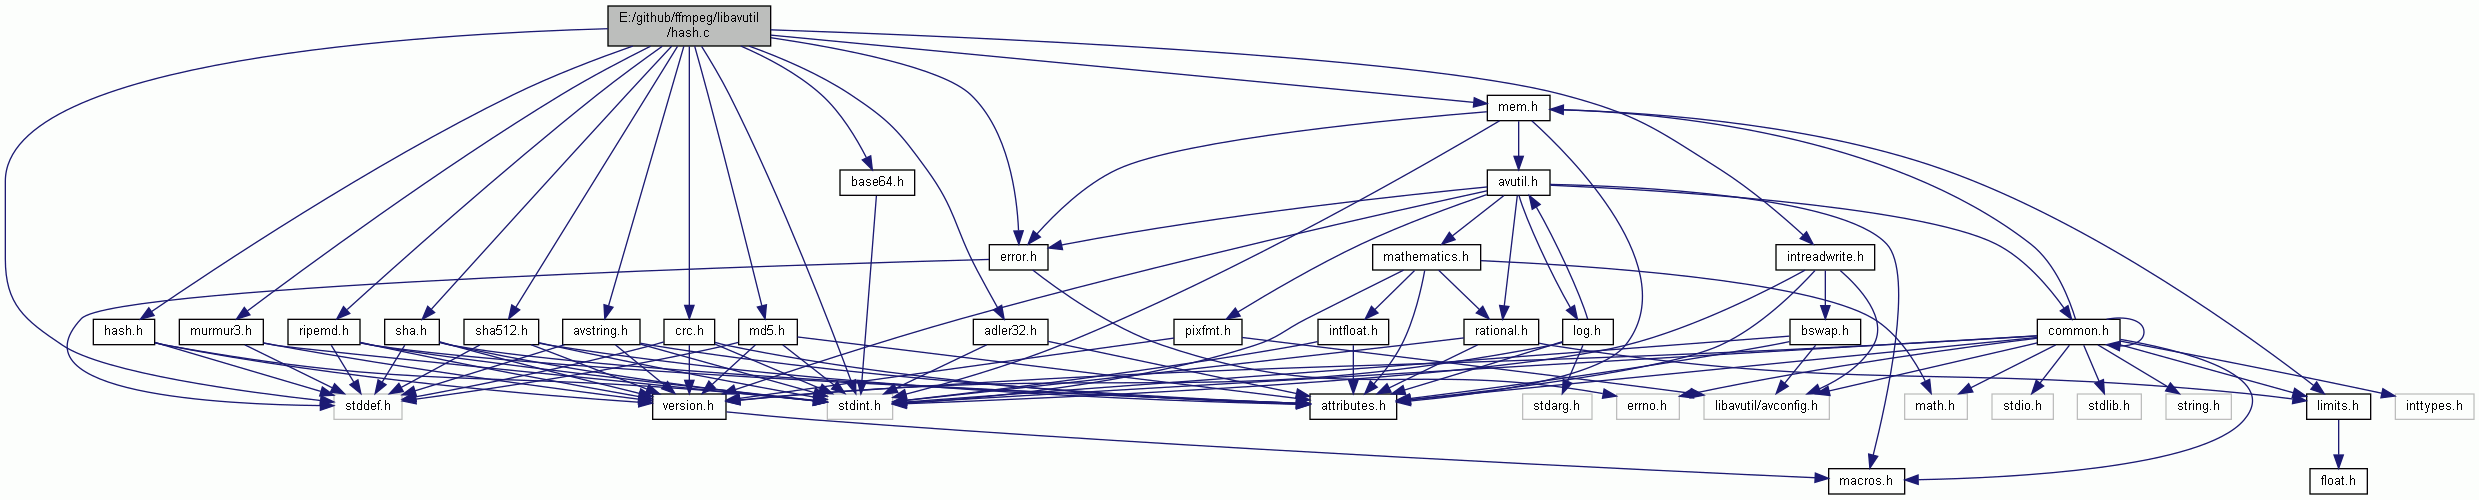 E:/github/ffmpeg/libavutil
/hash.c
mem.h
base64.h
avutil.h
error.h
mathematics.h
intreadwrite.h
hash.h
murmur3.h
ripemd.h
sha.h
sha512.h
avstring.h
crc.h
md5.h
adler32.h
pixfmt.h
intfloat.h
rational.h
log.h
bswap.h
common.h
stddef.h
version.h
stdint.h
attributes.h
stdarg.h
errno.h
libavutil/avconfig.h
math.h
stdio.h
stdlib.h
string.h
limits.h
inttypes.h
macros.h
float.h